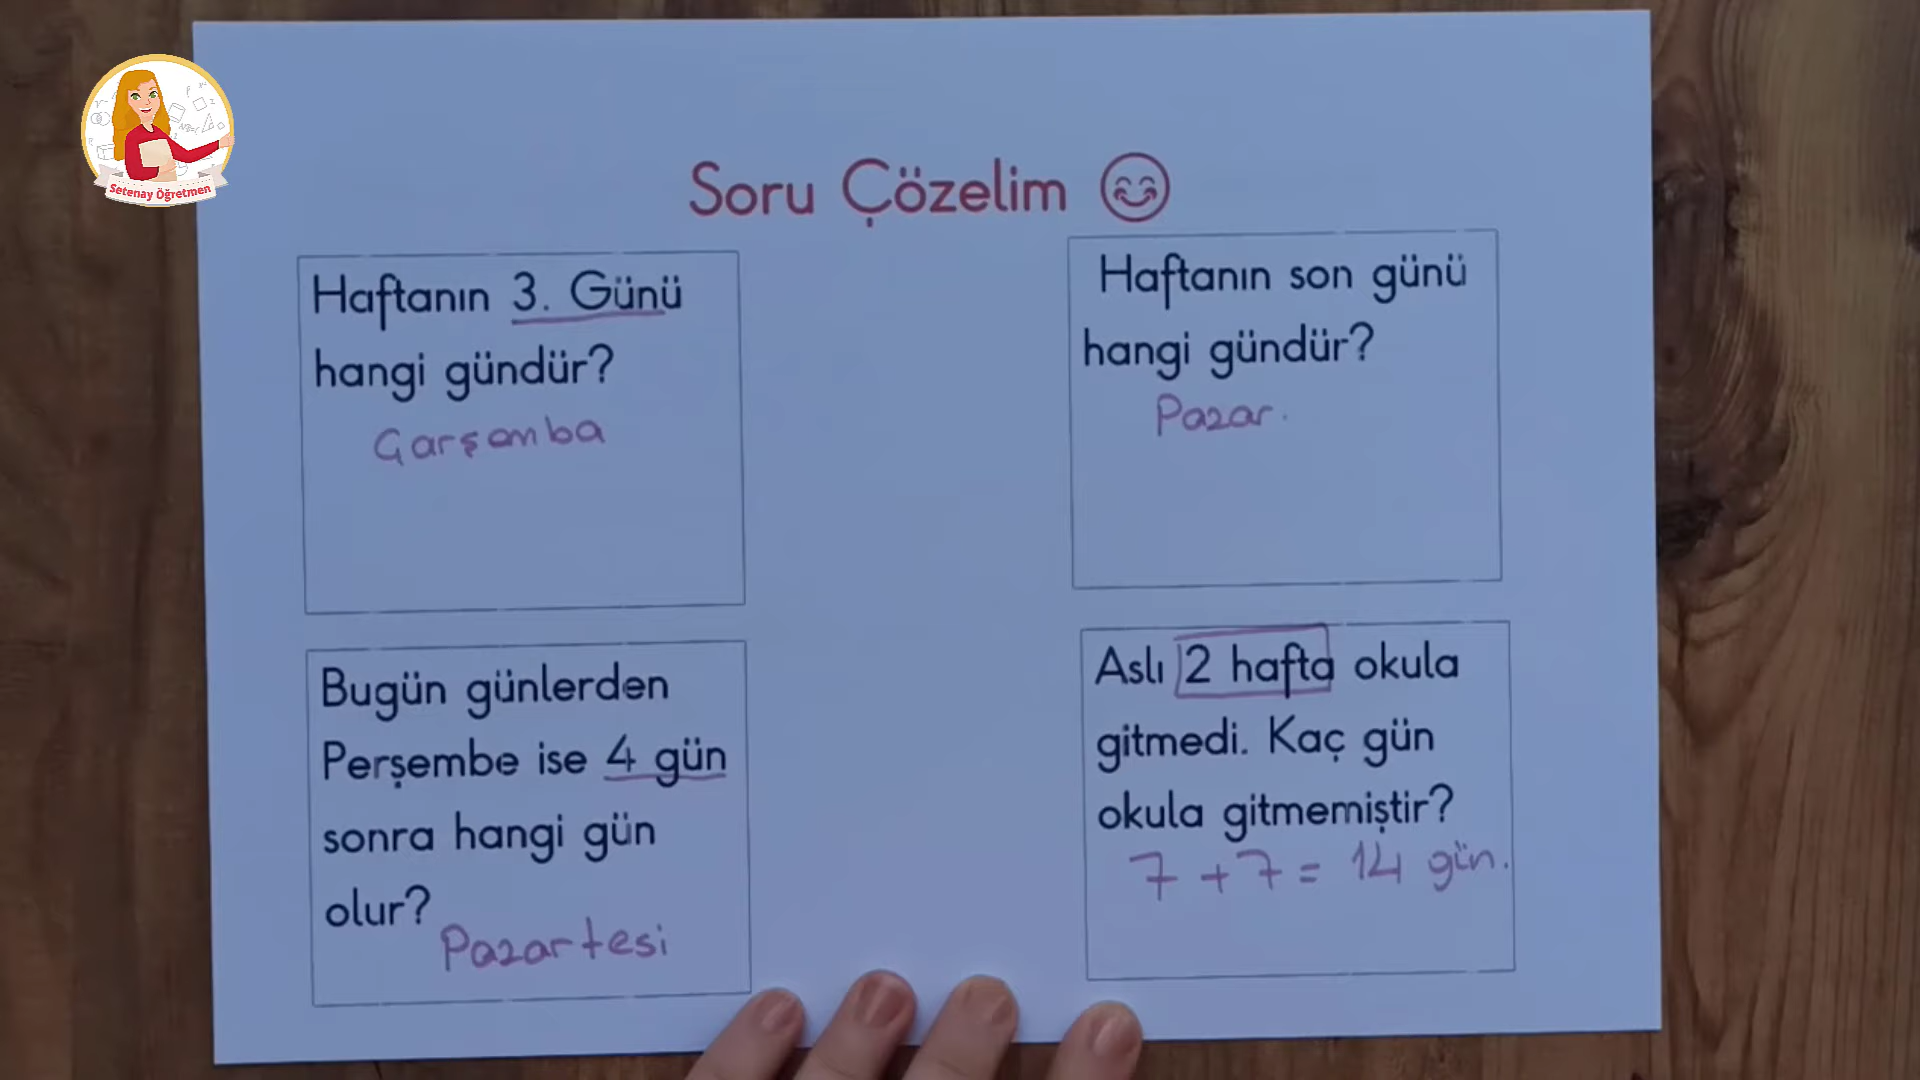 Setenay Öğretmen
Soru Çözelim
Haftanın 3. Günü
hangi gündür?
Çarşamba
Haftanın son günü
hangi gündür?
Pazar.
Bugün günlerden
Perşembe ise 4 gün
sonra hangi gün
olur?
Pazartesi
Aslı 2 hafta okula
gitmedi. Kaç gün
okula gitmemiştir?
7 + 7 = 14 gün.